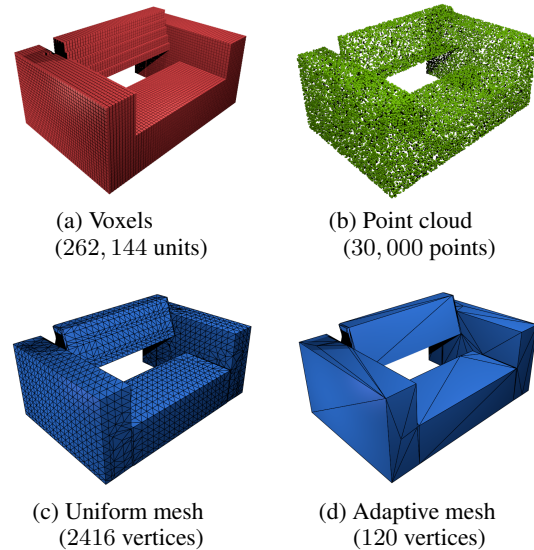 (a) Voxels
(262, 144 units)
(b) Point cloud
(30, 000 points)
(c) Uniform mesh
(2416 vertices)
(d) Adaptive mesh
(120 vertices)